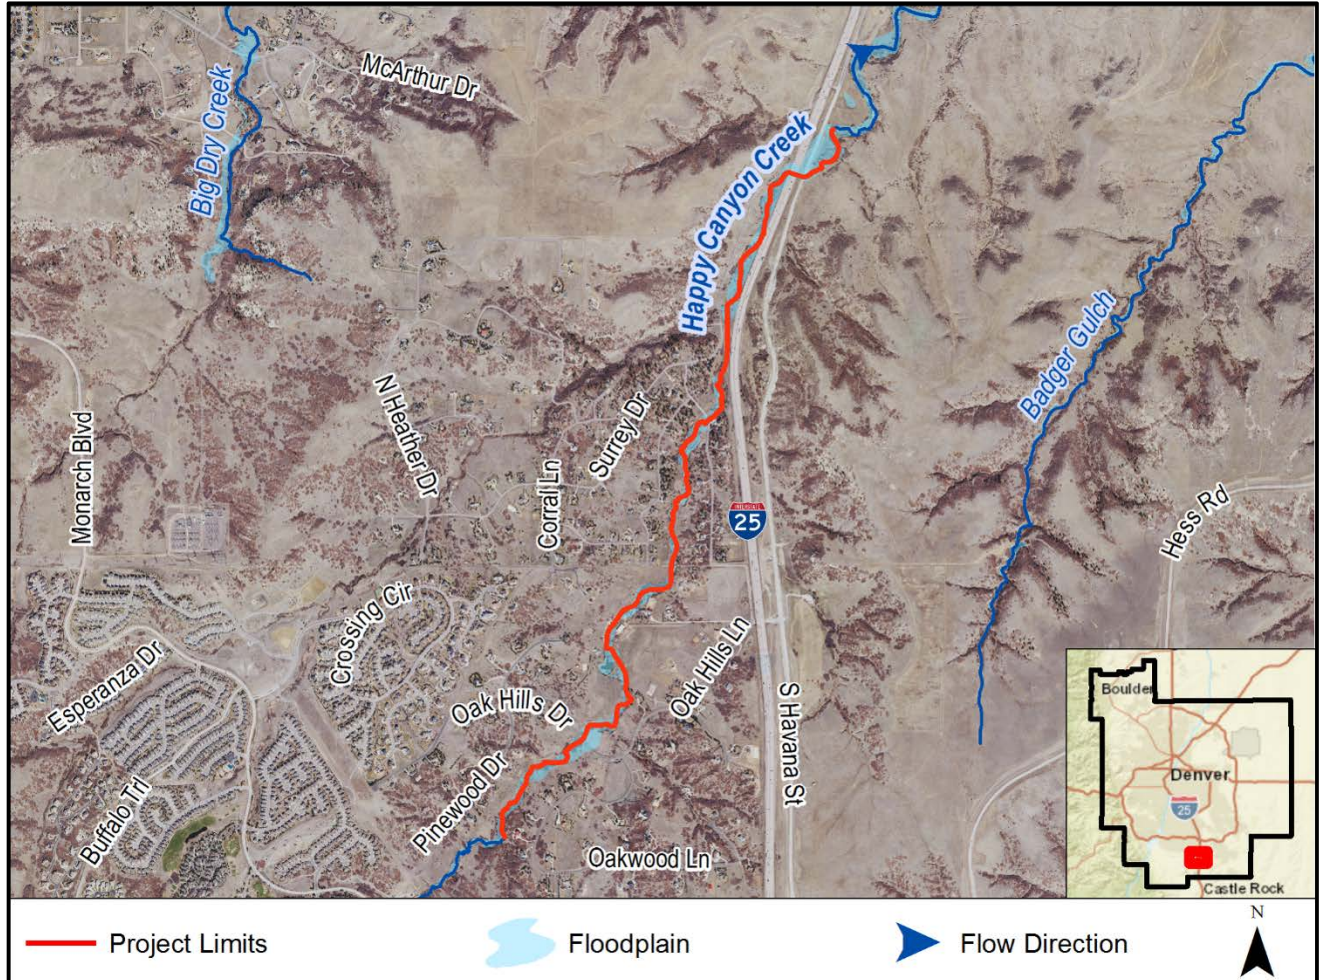 McArthur Dr
Big Dry Creek
Happy Canyon Creek
Badger Gulch
Monarch Blvd
N Heather Dr
Surrey Dr
Corral Ln
INTERSTATE
25
Hess Rd
Crossing Cir
Esperanza Dr
Oak Hills Dr
Oak Hills Ln
S Havana St
Pinewood Dr
Buffalo Trl
Oakwood Ln
Boulder
Denver
25
Castle Rock
Project Limits
Floodplain
Flow Direction
N